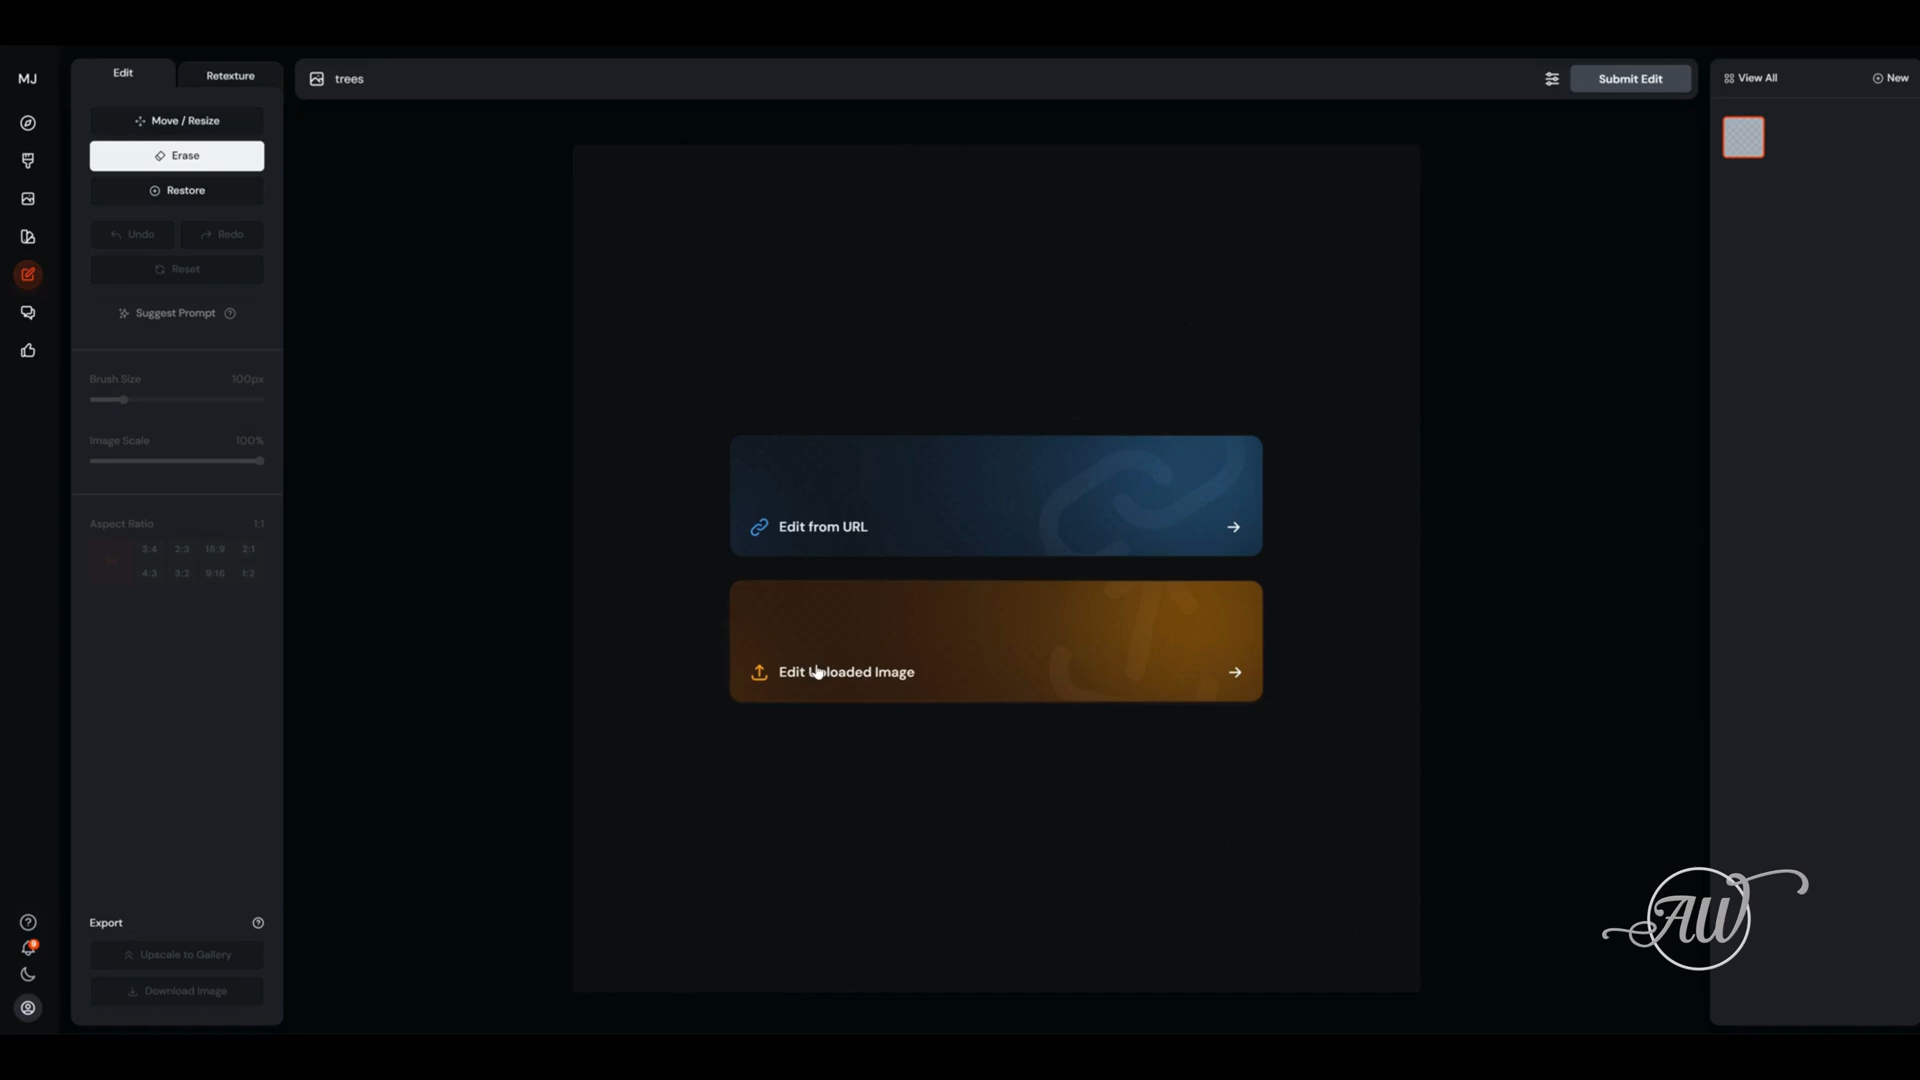 MJ
Edit
Retexture
trees
Submit Edit
View All
New
Move / Resize
Erase
Restore
Undo
Redo
Reset
Suggest Prompt
Brush Size
100px
Image Scale
100%
Aspect Ratio
1:1
1:1
3:4
2:3
16:9
2:1
4:3
3:2
9:16
1:2
Edit from URL
Edit Uploaded Image
Export
Upscale to Gallery
Download Image
9
AW